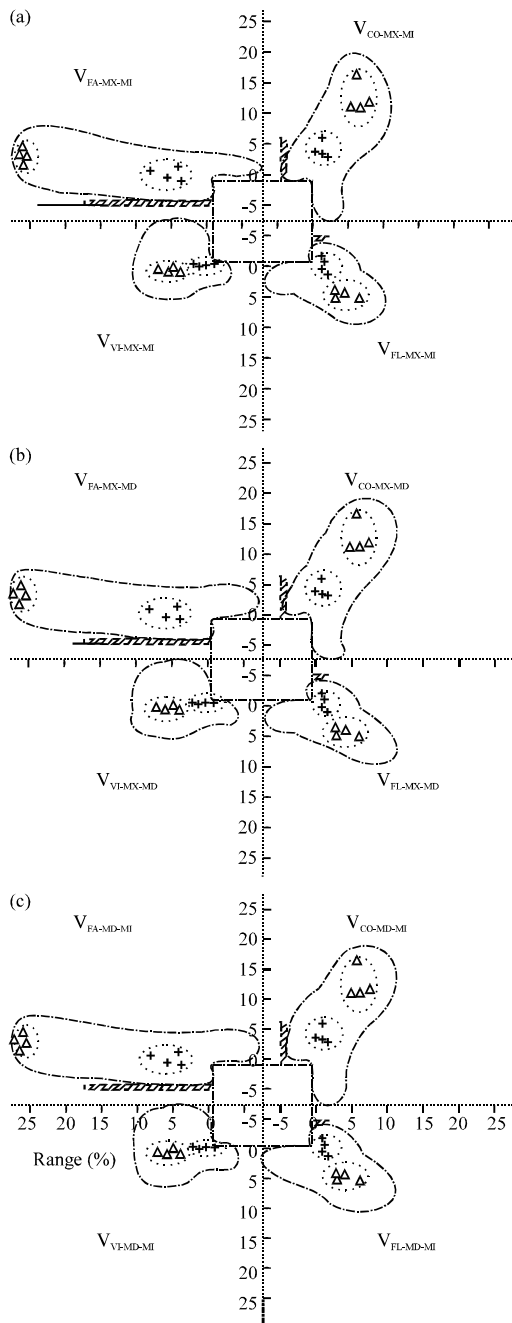 (a)
25
V_CO-MX-MI
20
V_FA-MX-MI
15
10
5
0
-5
-5
0
5
10
V_VI-MX-MI
V_FL-MX-MI
15
20
25
(b)
25
V_FA-MX-MD
V_CO-MX-MD
20
15
10
5
0
-5
-5
0
5
10
V_VI-MX-MD
V_FL-MX-MD
15
20
25
(c)
25
V_FA-MD-MI
V_CO-MD-MI
20
15
10
5
0
-5
25 20 15 10 5 0 -5 -5 0 5 10 15 20 25
-5
0
Range (%)
5
10
V_VI-MD-MI
V_FL-MD-MI
15
20
25